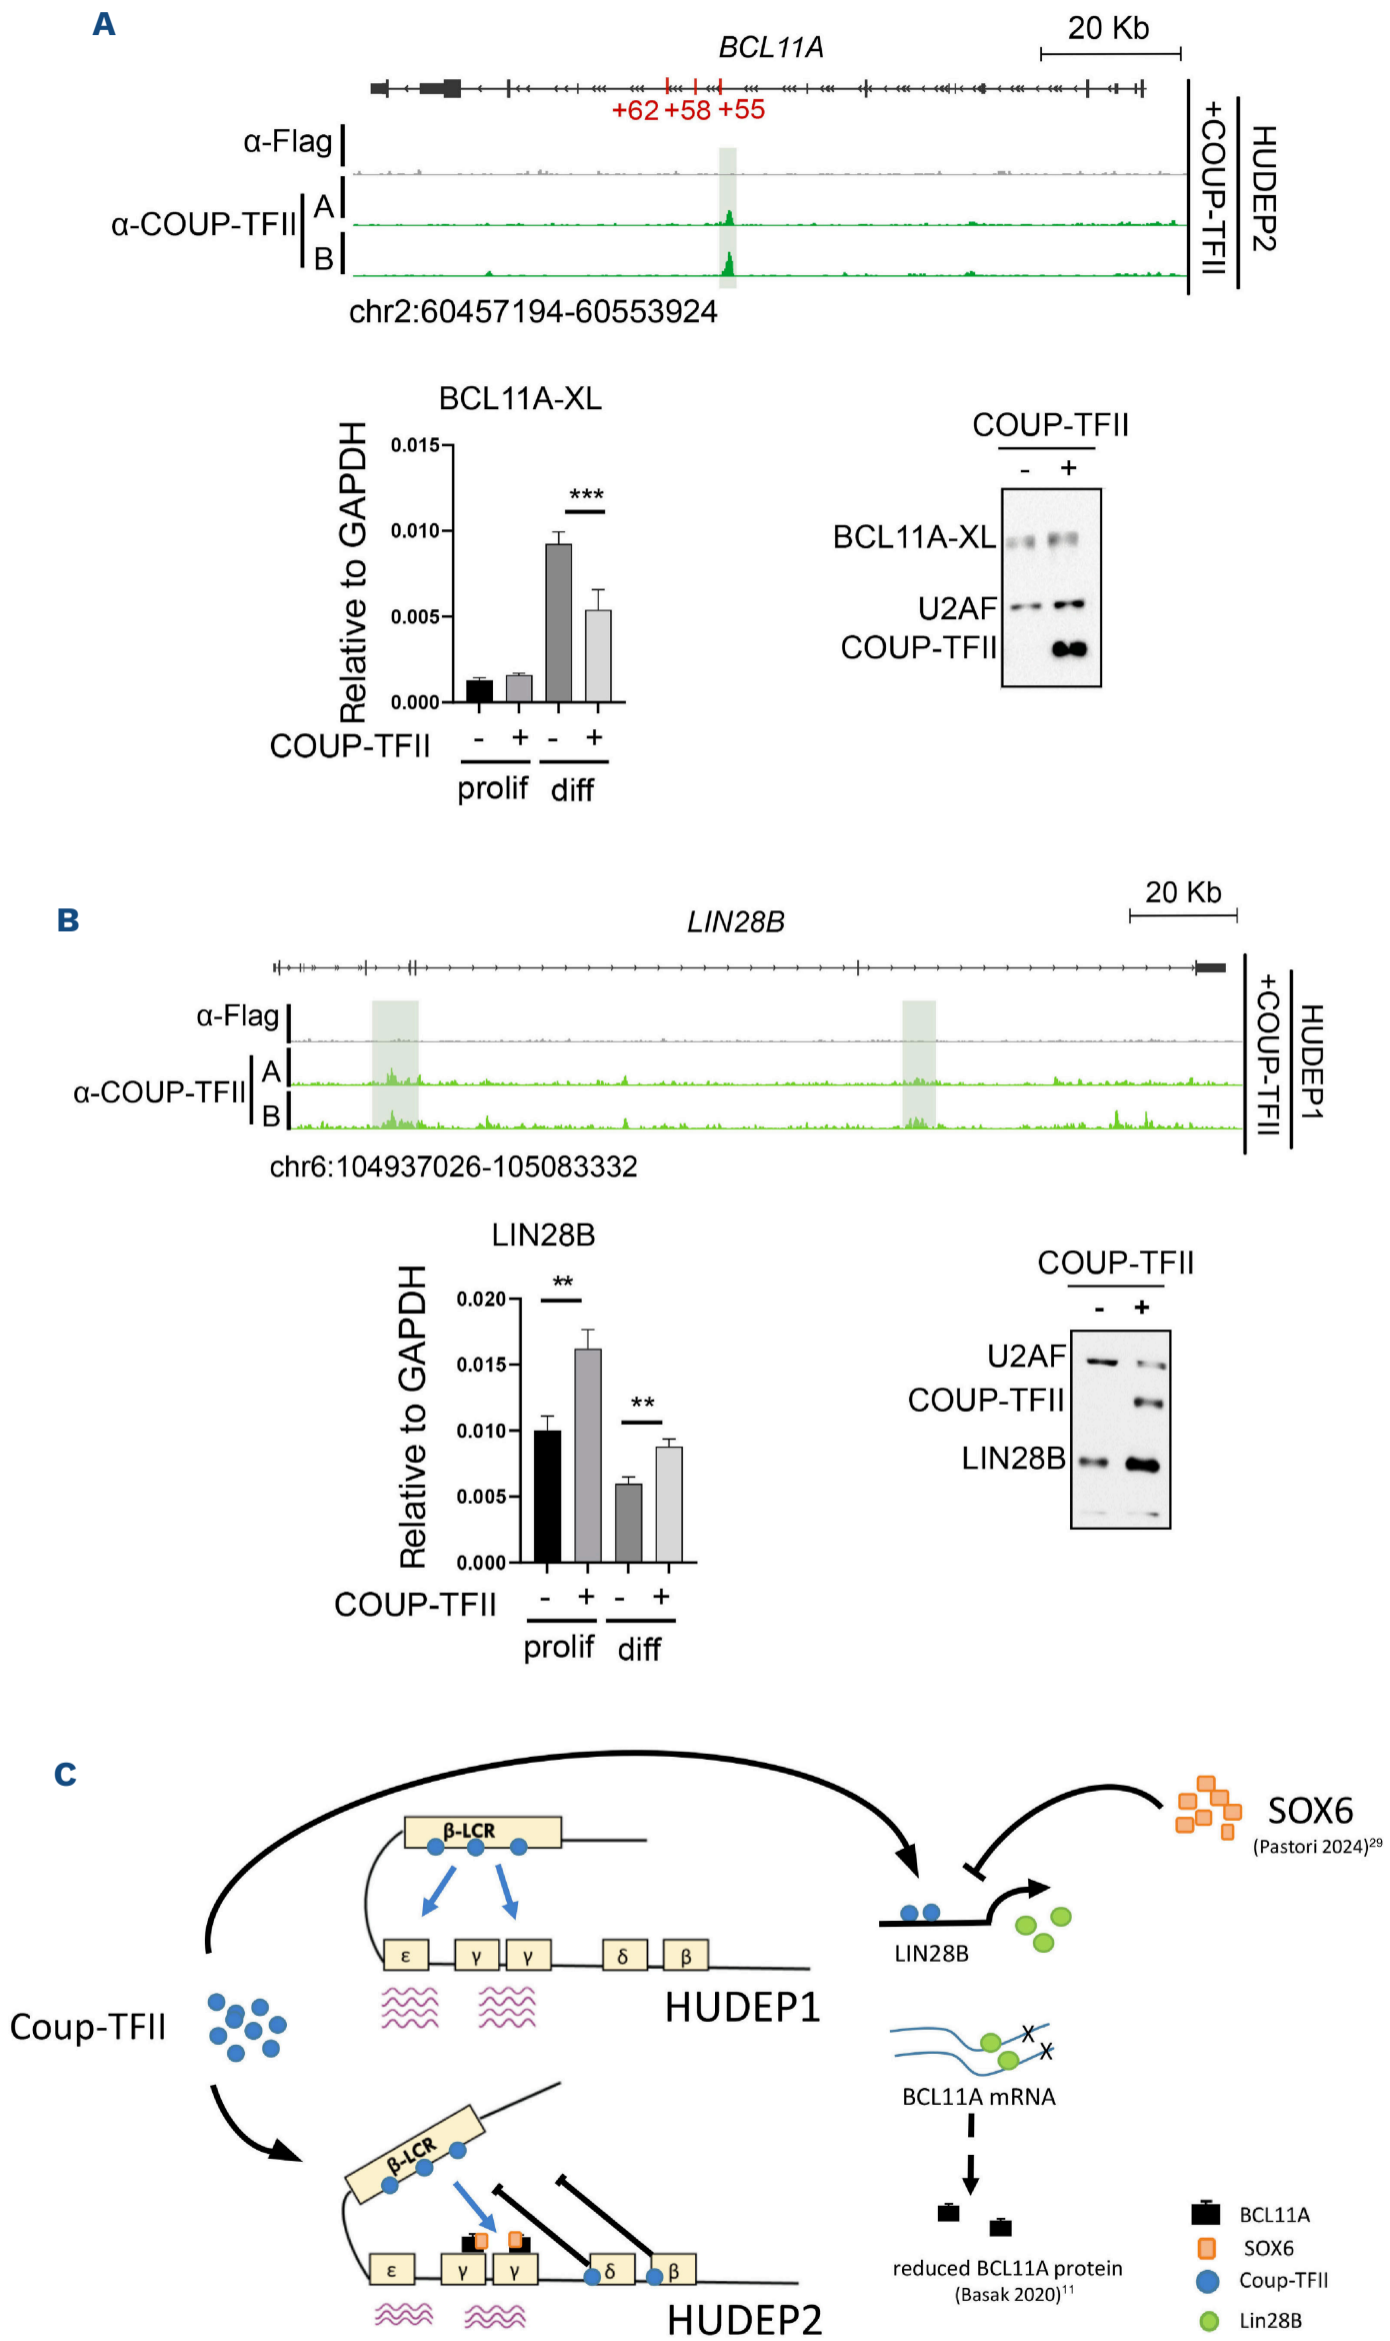 A
20 Kb
BCL11A
+62 +58 +55
α-Flag
α-COUP-TFII
A
B
+COUP-TFII
HUDEP2
chr2:60457194-60553924
BCL11A-XL
Relative to GAPDH
0.015
0.010
0.005
0.000
***
COUP-TFII
- + - +
prolif diff
COUP-TFII
- +
BCL11A-XL
U2AF
COUP-TFII
B
20 Kb
LIN28B
α-Flag
α-COUP-TFII
A
B
+COUP-TFII
HUDEP1
chr6:104937026-105083332
LIN28B
Relative to GAPDH
0.020
0.015
0.010
0.005
0.000
**
**
COUP-TFII
- + - +
prolif diff
COUP-TFII
- +
U2AF
COUP-TFII
LIN28B
C
β-LCR
ε γ γ δ β
HUDEP1
Coup-TFII
β-LCR
ε γ γ δ β
HUDEP2
SOX6
(Pastori 2024)29
LIN28B
X
X
BCL11A mRNA
reduced BCL11A protein
(Basak 2020)11
BCL11A
SOX6
Coup-TFII
Lin28B